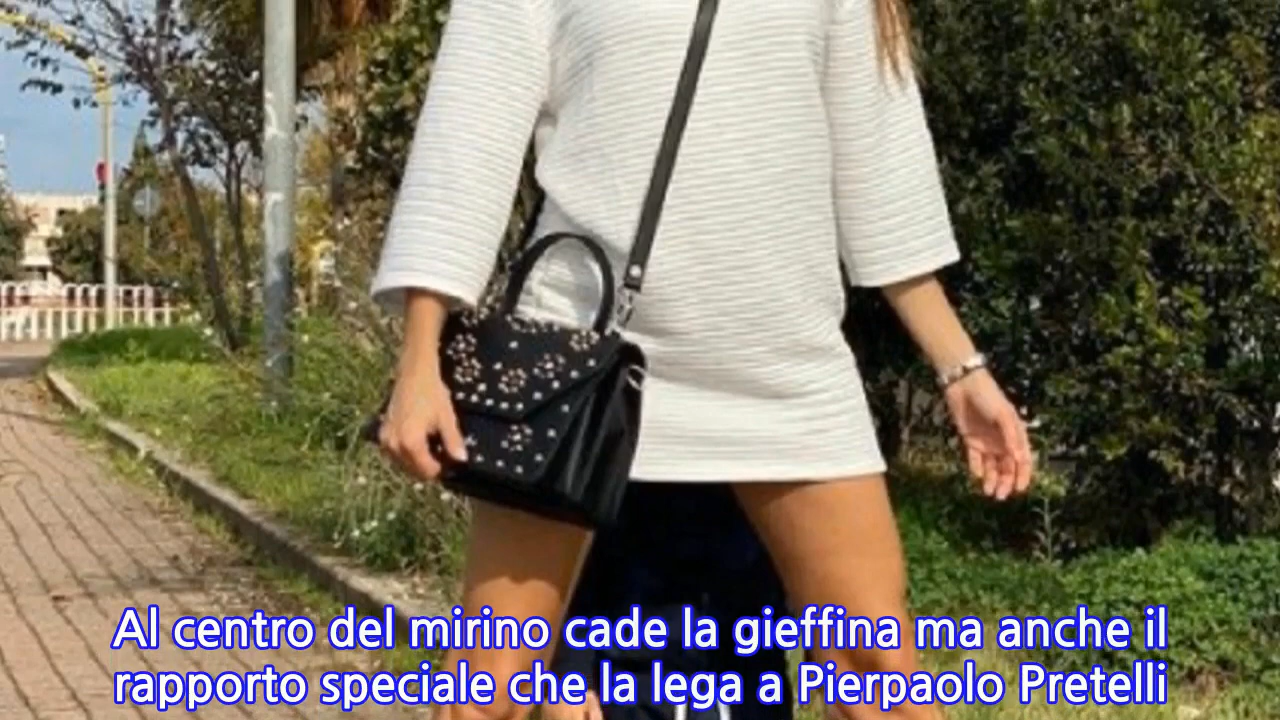 Al centro del mirino cade la gieffina ma anche il
rapporto speciale che la lega a Pierpaolo Pretelli